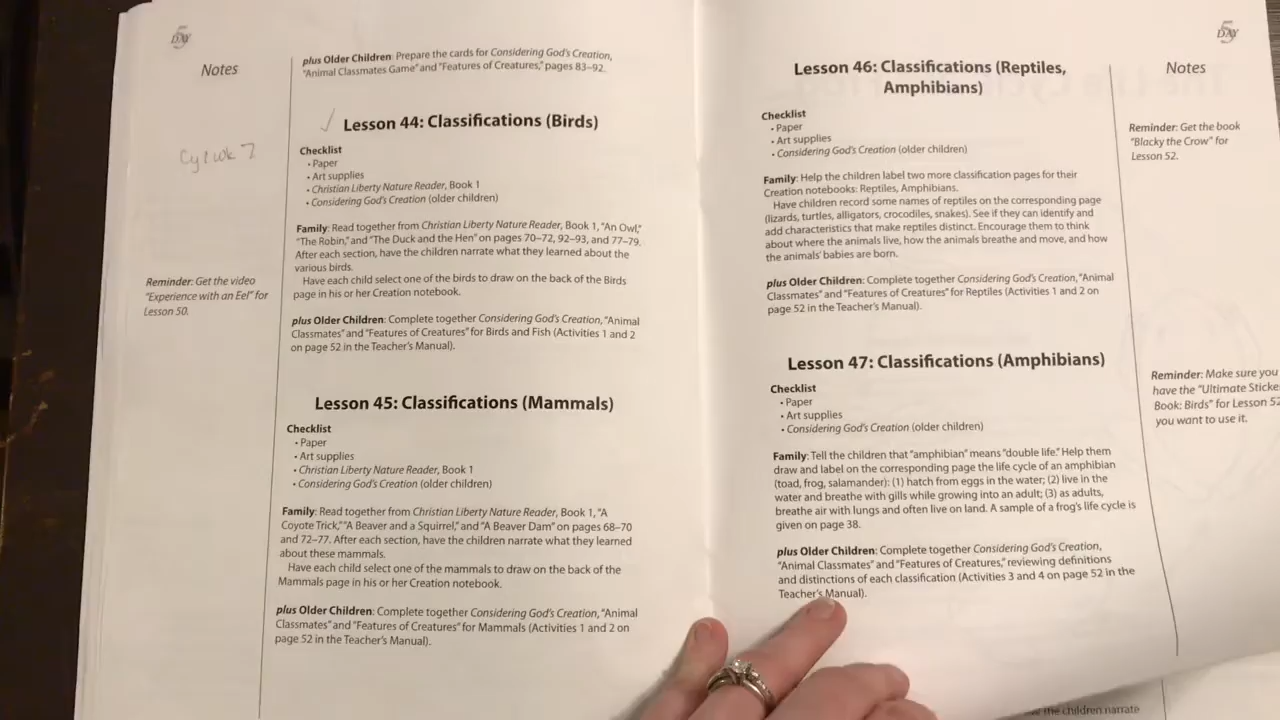 5
DAY
Notes
plus Older Children: Prepare the cards for Considering God's Creation,
"Animal Classmates Game" and "Features of Creatures," pages 83–92.
Lesson 44: Classifications (Birds)
Cy 1 wk 7
Checklist
• Paper
• Art supplies
• Christian Liberty Nature Reader, Book 1
• Considering God's Creation (older children)
Family: Read together from Christian Liberty Nature Reader, Book 1, "An Owl,"
"The Robin," and "The Duck and the Hen" on pages 70–72, 92–93, and 77–79.
After each section, have the children narrate what they learned about the
various birds.
Have each child select one of the birds to draw on the back of the Birds
page in his or her Creation notebook.
Reminder: Get the video
"Experience with an Eel" for
Lesson 50.
plus Older Children: Complete together Considering God's Creation, "Animal
Classmates" and "Features of Creatures" for Birds and Fish (Activities 1 and 2
on page 52 in the Teacher's Manual).
Lesson 45: Classifications (Mammals)
Checklist
• Paper
• Art supplies
• Christian Liberty Nature Reader, Book 1
• Considering God's Creation (older children)
Family: Read together from Christian Liberty Nature Reader, Book 1, "A
Coyote Trick," "A Beaver and a Squirrel," and "A Beaver Dam" on pages 68–70
and 72–77. After each section, have the children narrate what they learned
about these mammals.
Have each child select one of the mammals to draw on the back of the
Mammals page in his or her Creation notebook.
plus Older Children: Complete together Considering God's Creation, "Animal
Classmates" and "Features of Creatures" for Mammals (Activities 1 and 2 on
page 52 in the Teacher's Manual).
5
DAY
Lesson 46: Classifications (Reptiles,
Amphibians)
Notes
Checklist
• Paper
• Art supplies
• Considering God's Creation (older children)
Reminder: Get the book
"Blacky the Crow" for
Lesson 52.
Family: Help the children label two more classification pages for their
Creation notebooks: Reptiles, Amphibians.
Have children record some names of reptiles on the corresponding page
(lizards, turtles, alligators, crocodiles, snakes). See if they can identify and
add characteristics that make reptiles distinct. Encourage them to think
about where the animals live, how the animals breathe and move, and how
the animals' babies are born.
plus Older Children: Complete together Considering God's Creation, "Animal
Classmates" and "Features of Creatures" for Reptiles (Activities 1 and 2 on
page 52 in the Teacher's Manual).
Lesson 47: Classifications (Amphibians)
Checklist
• Paper
• Art supplies
• Considering God's Creation (older children)
Reminder: Make sure you
have the "Ultimate Sticke
Book: Birds" for Lesson 52
you want to use it.
Family: Tell the children that "amphibian" means "double life." Help them
draw and label on the corresponding page the life cycle of an amphibian
(toad, frog, salamander): (1) hatch from eggs in the water; (2) live in the
water and breathe with gills while growing into an adult; (3) as adults,
breathe air with lungs and often live on land. A sample of a frog's life cycle is
given on page 38.
plus Older Children: Complete together Considering God's Creation,
"Animal Classmates" and "Features of Creatures," reviewing definitions
and distinctions of each classification (Activities 3 and 4 on page 52 in the
Teacher's Manual).
the children narrate